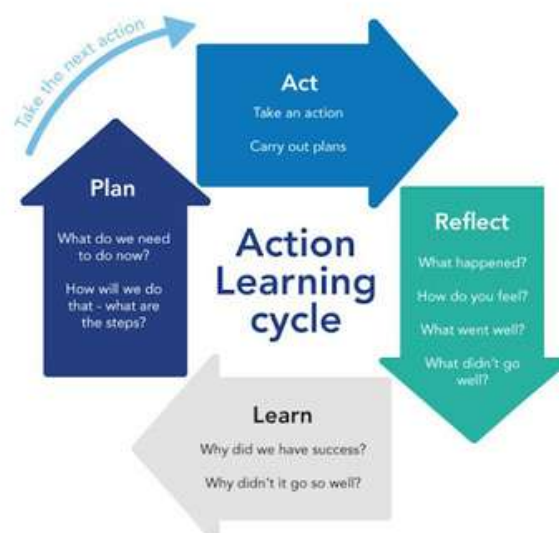 Take the next action
Act
Take an action
Carry out plans
Reflect
What happened?
How do you feel?
What went well?
What didn't go
well?
Learn
Why did we have success?
Why didn't it go so well?
Plan
What do we need
to do now?
How will we do
that - what are
the steps?
Action
Learning
cycle